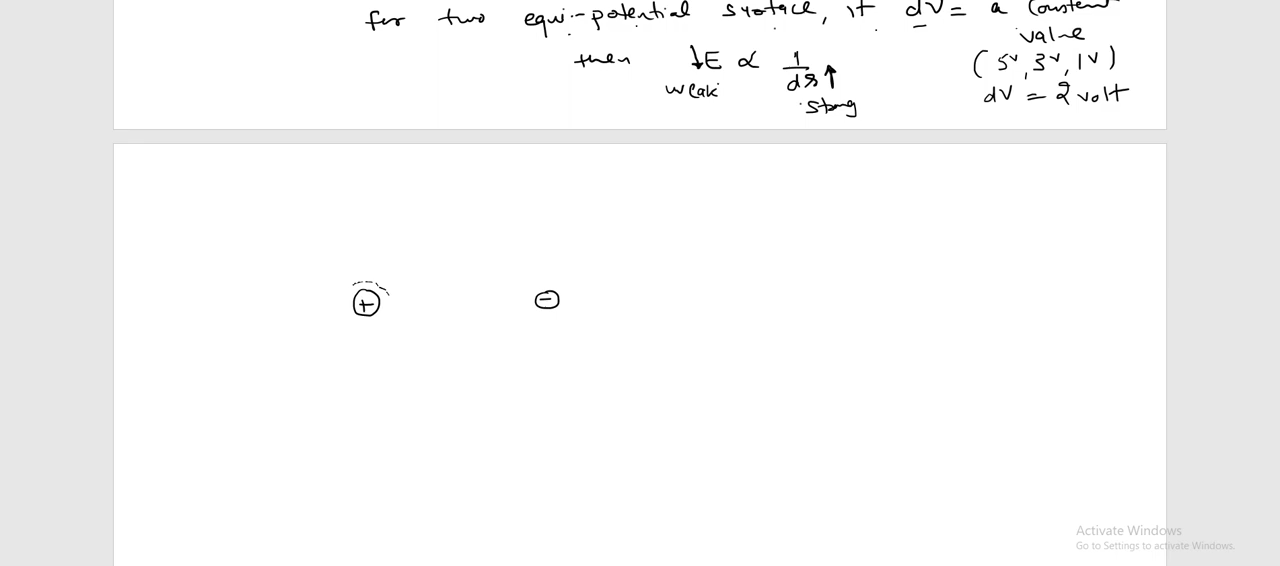 for two equi-potential surface, if dV = a constant
value
then ↓E ∝ 1/dr↑ (5V, 3V, 1V)
weak strong dV = 2 volt
+ −
Activate Windows
Go to Settings to activate Windows.